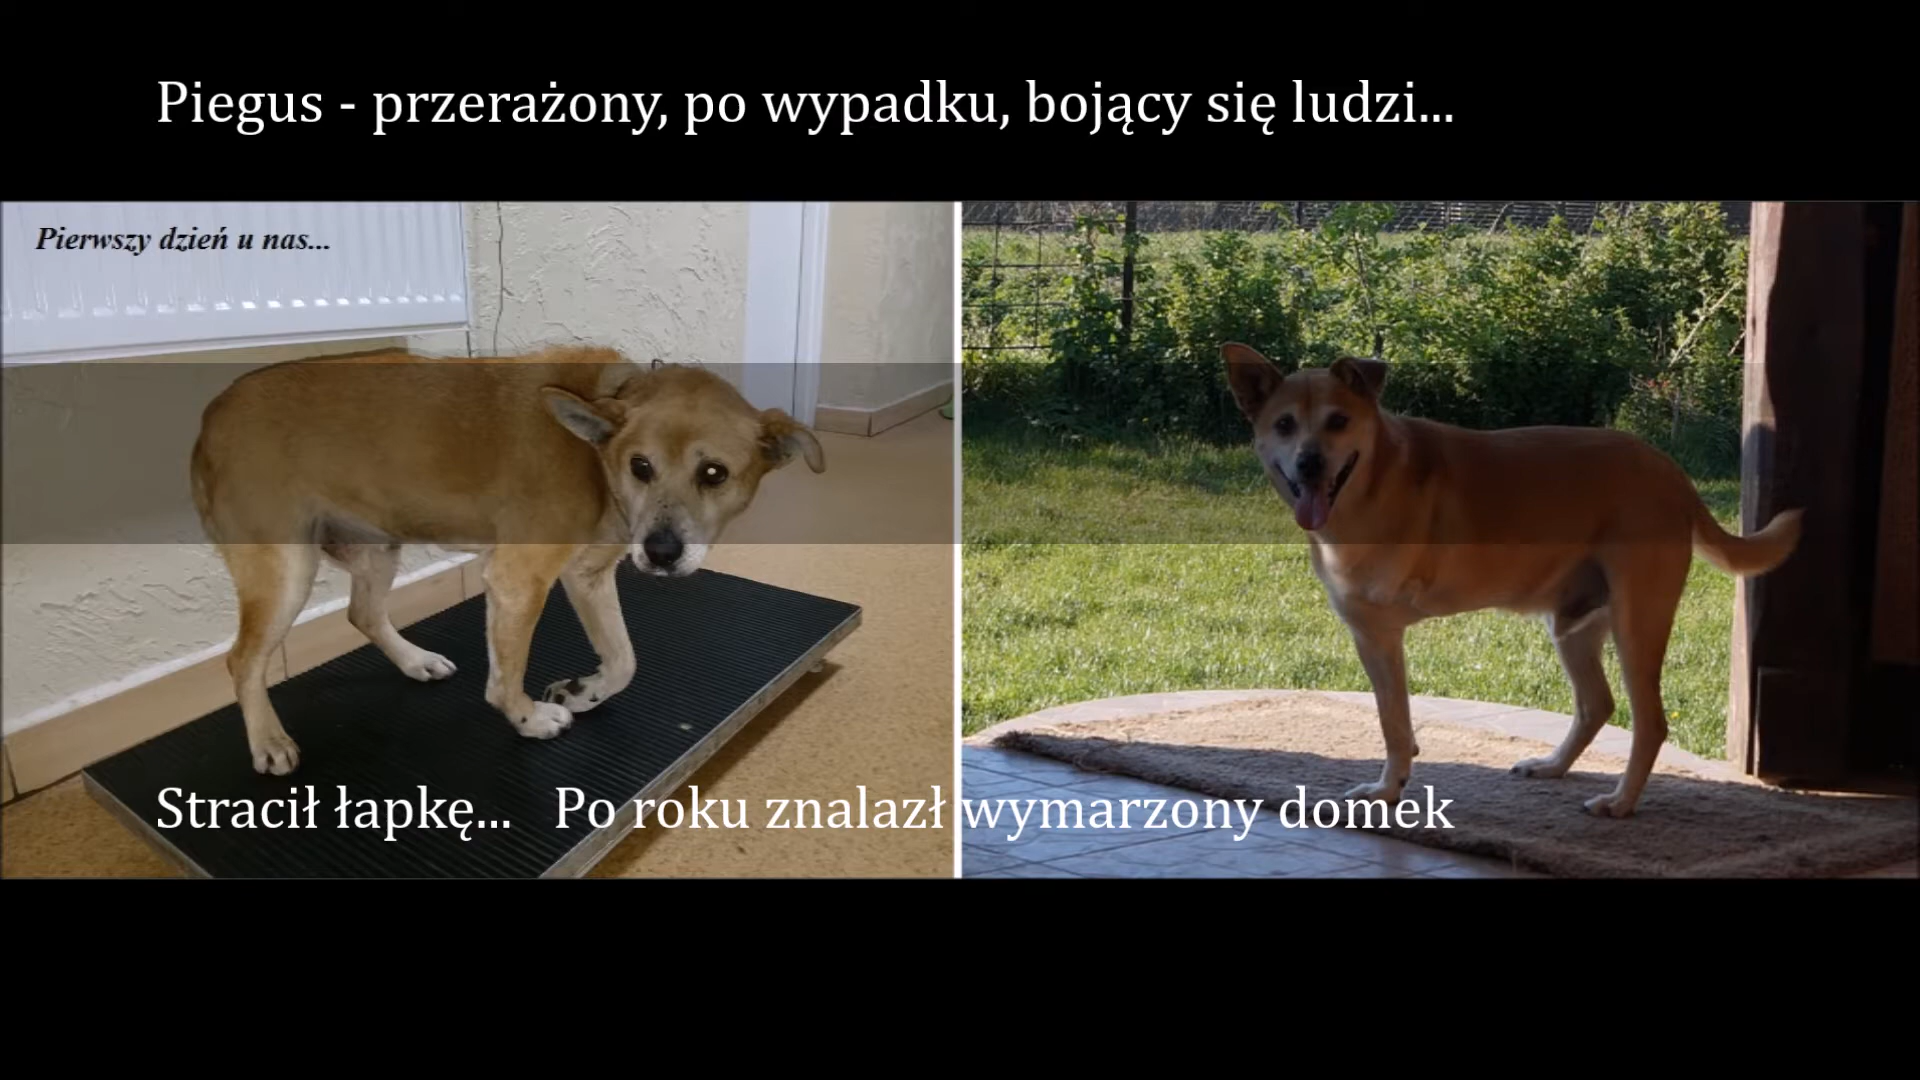 Piegus - przerażony, po wypadku, bojący się ludzi...
Pierwszy dzień u nas...
Stracił łapkę... Po roku znalazł wymarzony domek